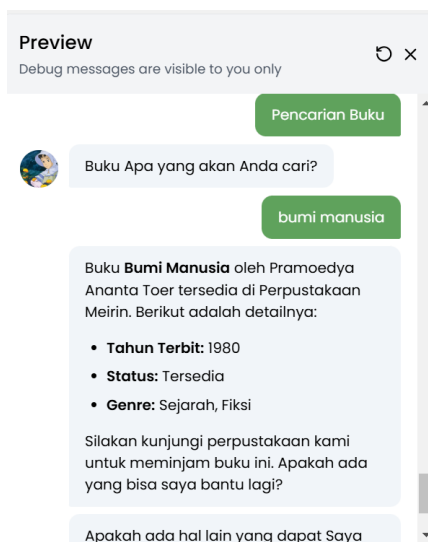 Preview
Debug messages are visible to you only
Pencarian Buku
Buku Apa yang akan Anda cari?
bumi manusia
Buku Bumi Manusia oleh Pramoedya
Ananta Toer tersedia di Perpustakaan
Meirin. Berikut adalah detailnya:
• Tahun Terbit: 1980
• Status: Tersedia
• Genre: Sejarah, Fiksi
Silakan kunjungi perpustakaan kami
untuk meminjam buku ini. Apakah ada
yang bisa saya bantu lagi?
Apakah ada hal lain yang dapat Saya